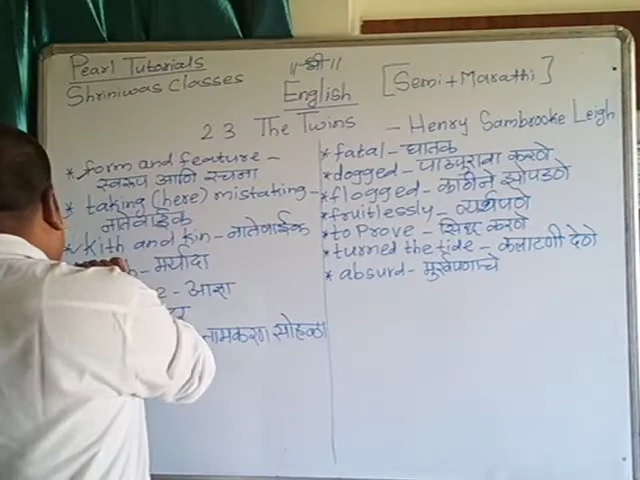 Pearl Tutorials
Shriniwas Classes
॥ श्री ॥
English
[Semi + Marathi]
2.3 The Twins - Henry Sambrooke Leigh
* form and feature -
स्वरूप आणि रचना
* taking (here) mistaking -
नातेवाईक
* Kith and kin - नातेवाईक
h - मर्यादा
e - आज्ञा
नामकरण सोहळा
* fatal - घातक
* dogged - पाठपुरावा करणे
* flogged - काठीने झोपडणे
* fruitlessly - व्यर्थपणे
* to Prove - सिद्ध करणे
* turned the tide - कलाटणी देणे
* absurd - मुर्खपणाचे